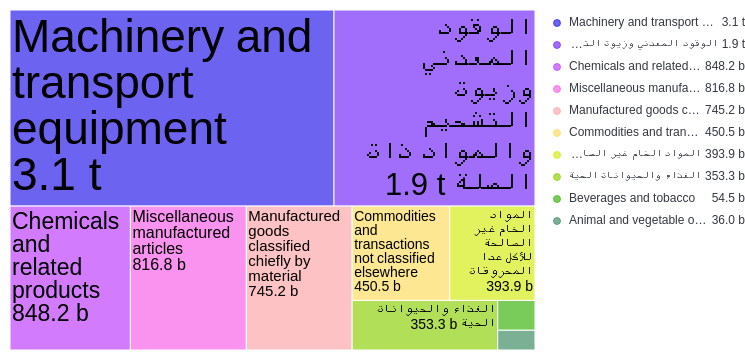 Machinery and
transport
equipment
3.1 t
الوقود
المعدني
وزيوت
التشحيم
والمواد ذات
الصلة 1.9 t
Chemicals
and
related
products
848.2 b
Miscellaneous
manufactured
articles
816.8 b
Manufactured
goods
classified
chiefly by
material
745.2 b
Commodities
and
transactions
not classified
elsewhere
450.5 b
المواد
الخام غير
الصالحة
للأكل عدا
المحروقات
393.9 b
الغذاء والحيوانات
الحية 353.3 b
Machinery and transport … 3.1 t
الوقود المعدني وزيوت التـ… 1.9 t
Chemicals and related… 848.2 b
Miscellaneous manufa… 816.8 b
Manufactured goods c… 745.2 b
Commodities and tran… 450.5 b
المواد الخام غير الصا… 393.9 b
الغذاء والحيوانات الحية 353.3 b
Beverages and tobacco 54.5 b
Animal and vegetable o… 36.0 b